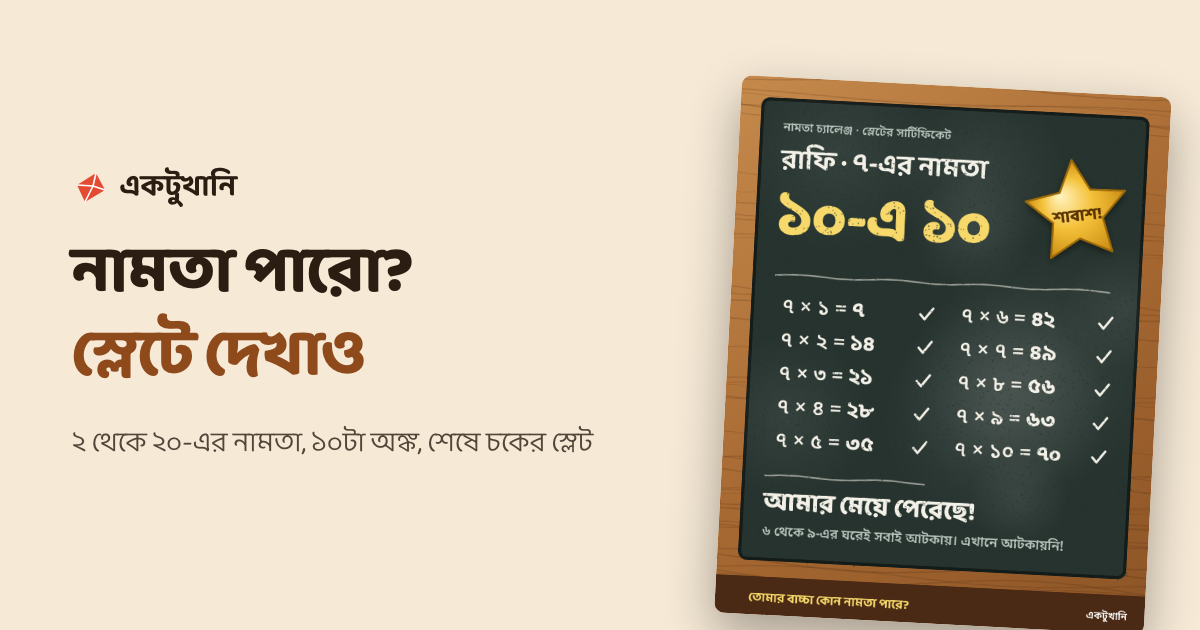 একটুখানি
নামতা পারো?
স্লেটে দেখাও
২ থেকে ২০-এর নামতা, ১০টা অঙ্ক, শেষে চকের স্লেট
নামতা চ্যালেঞ্জ · স্লেটের সার্টিফিকেট
রাফি · ৭-এর নামতা
১০-এ ১০
শাবাশ!
৭ × ১ = ৭ ✓
৭ × ২ = ১৪ ✓
৭ × ৩ = ২১ ✓
৭ × ৪ = ২৮ ✓
৭ × ৫ = ৩৫ ✓
৭ × ৬ = ৪২ ✓
৭ × ৭ = ৪৯ ✓
৭ × ৮ = ৫৬ ✓
৭ × ৯ = ৬৩ ✓
৭ × ১০ = ৭০ ✓
আমার মেয়ে পেরেছে!
৬ থেকে ৯-এর ঘরেই সবাই আটকায়। এখানে আটকায়নি!
তোমার বাচ্চা কোন নামতা পারে?
একটুখানি